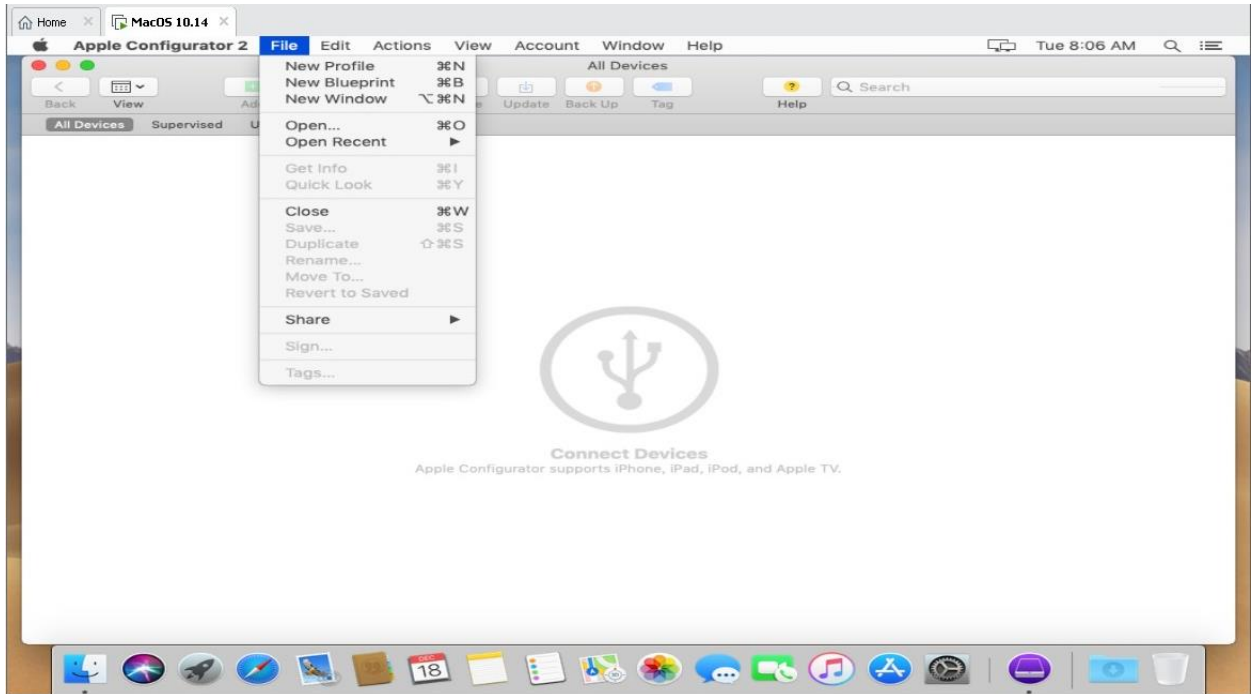 Home MacOS 10.14
Apple Configurator 2 File Edit Actions View Account Window Help Tue 8:06 AM
All Devices
Search
Back View Update Back Up Tag Help
All Devices Supervised
New Profile ⌘N
New Blueprint ⌘B
New Window ⌥⌘N
Open... ⌘O
Open Recent ▶
Get Info ⌘I
Quick Look ⌘Y
Close ⌘W
Save... ⌘S
Duplicate ⇧⌘S
Rename...
Move To...
Revert to Saved
Share ▶
Sign...
Tags...
Connect Devices
Apple Configurator supports iPhone, iPad, iPod, and Apple TV.
DEC
18